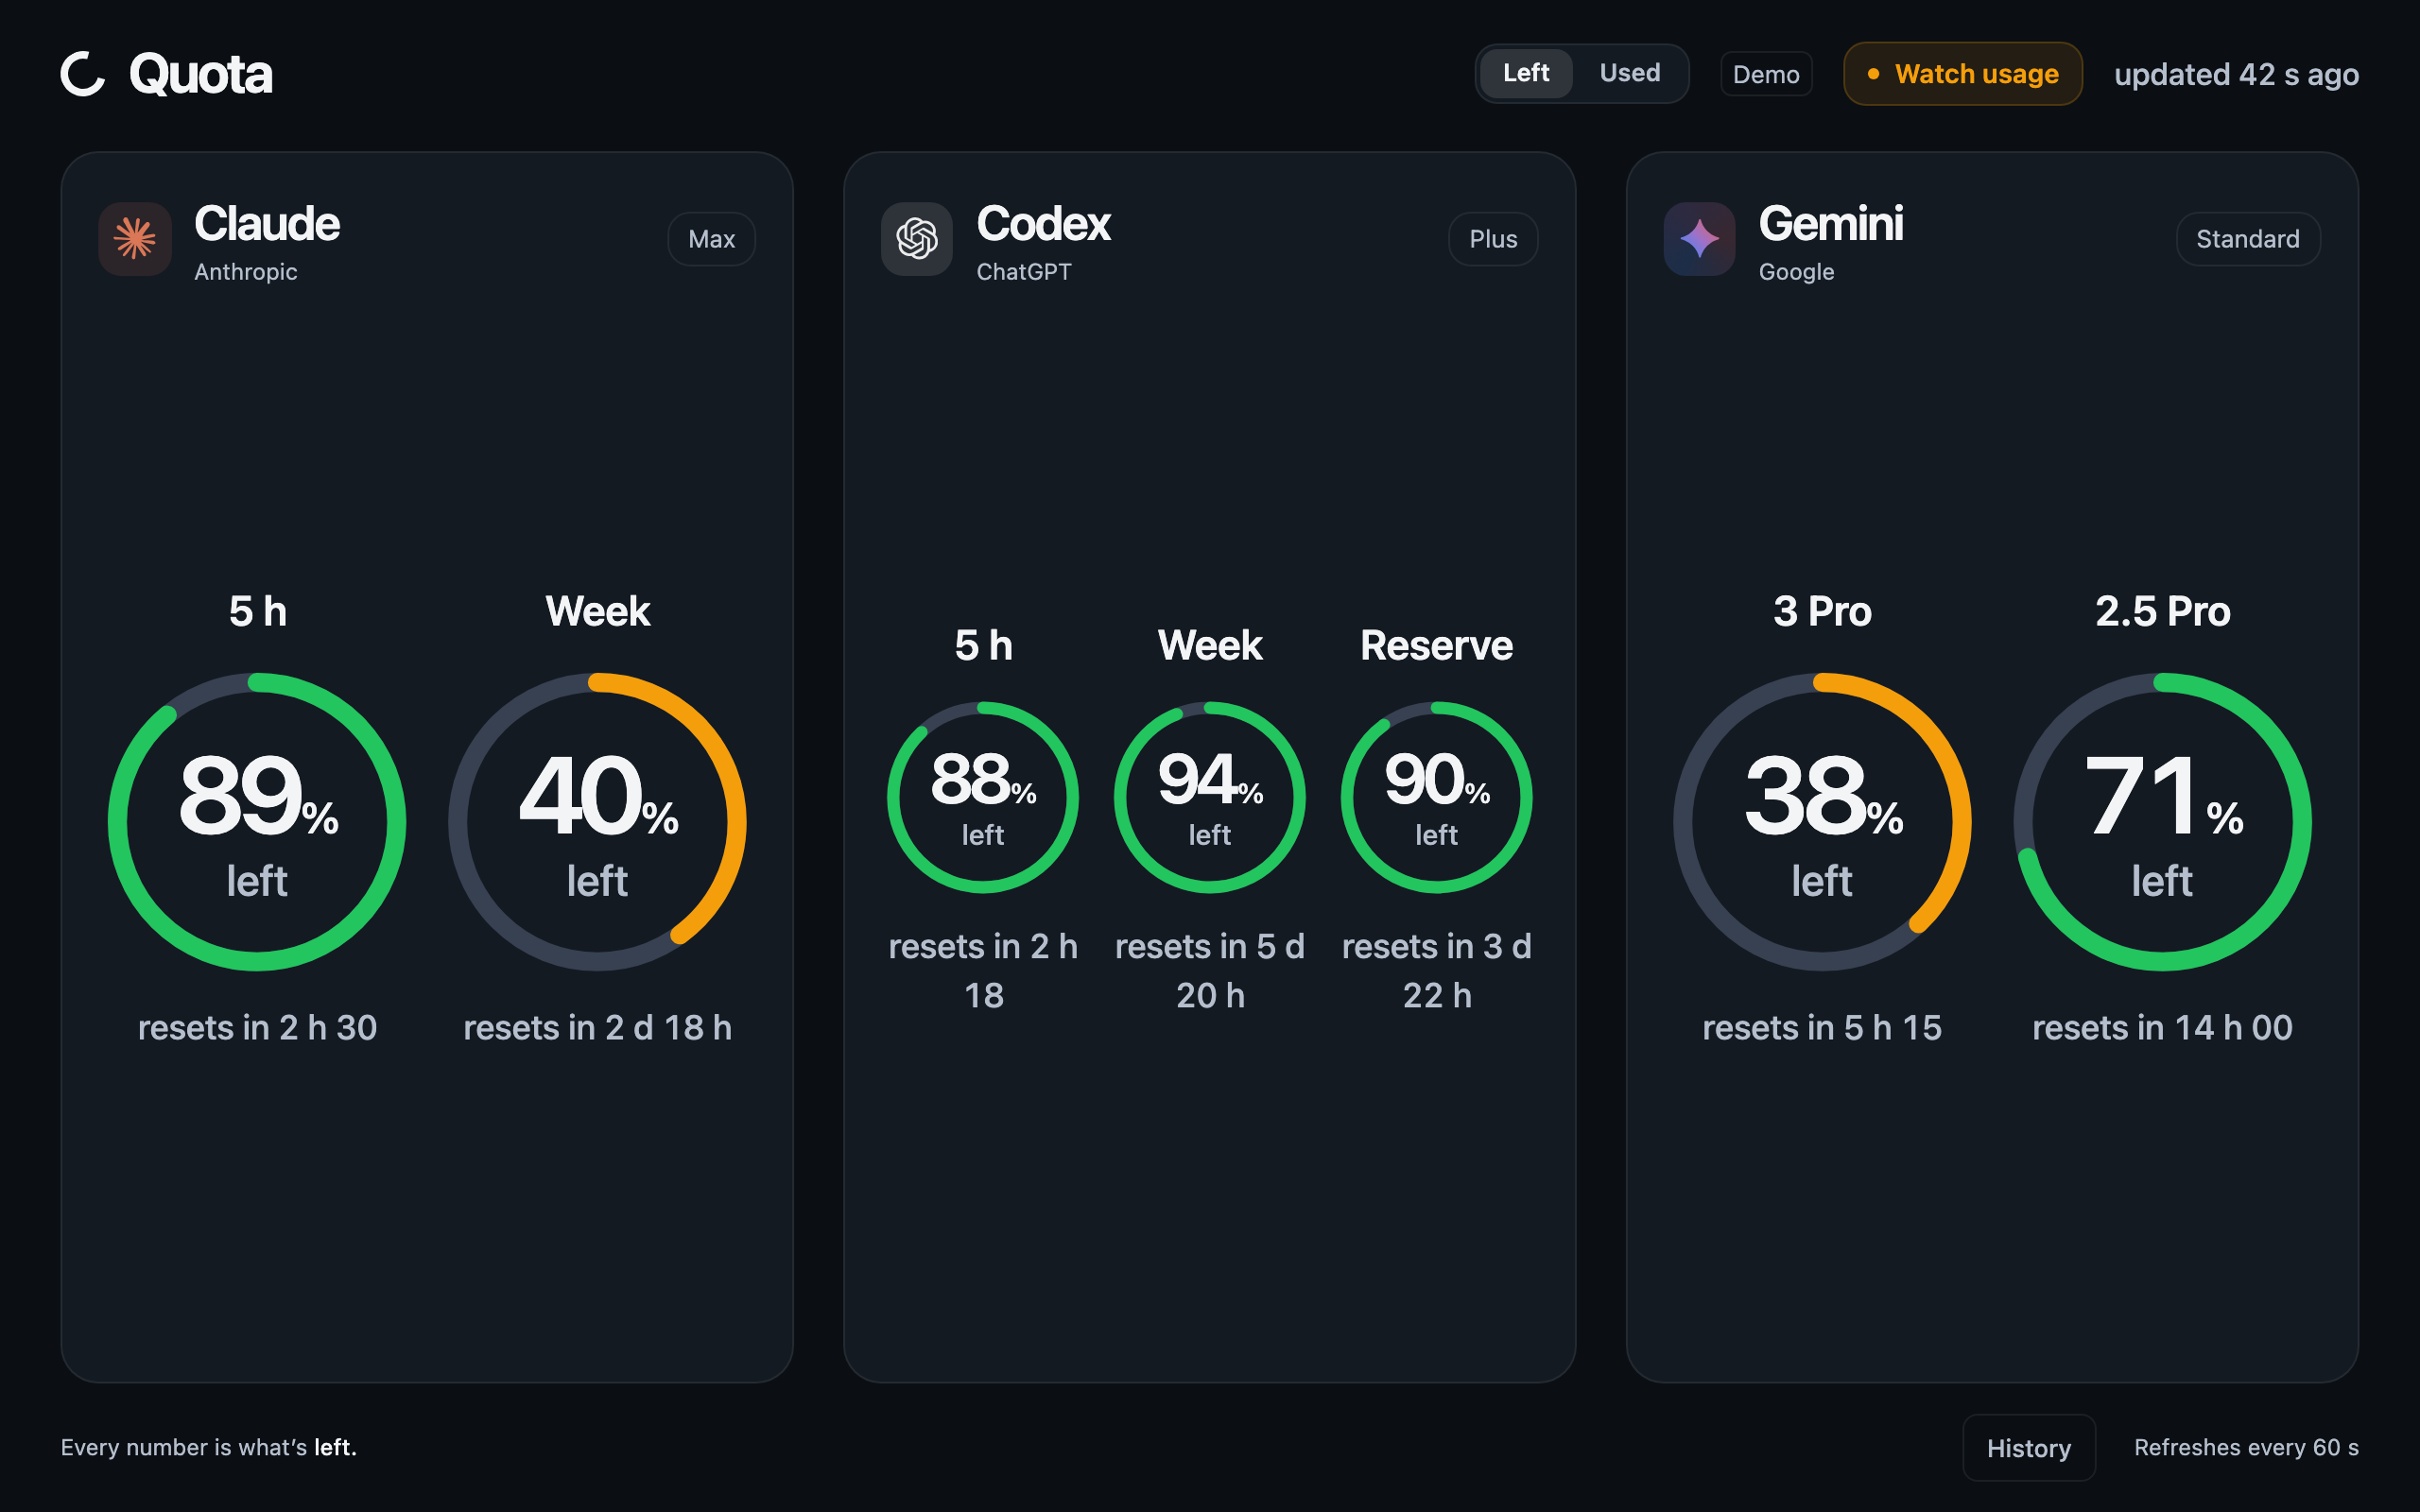 Quota
Left Used Demo Watch usage updated 42 s ago
Claude
Anthropic
Max
5 h Week
89% 40%
left left
resets in 2 h 30 resets in 2 d 18 h
Codex
ChatGPT
Plus
5 h Week Reserve
88% 94% 90%
left left left
resets in 2 h resets in 5 d resets in 3 d
18 20 h 22 h
Gemini
Google
Standard
3 Pro 2.5 Pro
38% 71%
left left
resets in 5 h 15 resets in 14 h 00
Every number is what’s left.
History Refreshes every 60 s